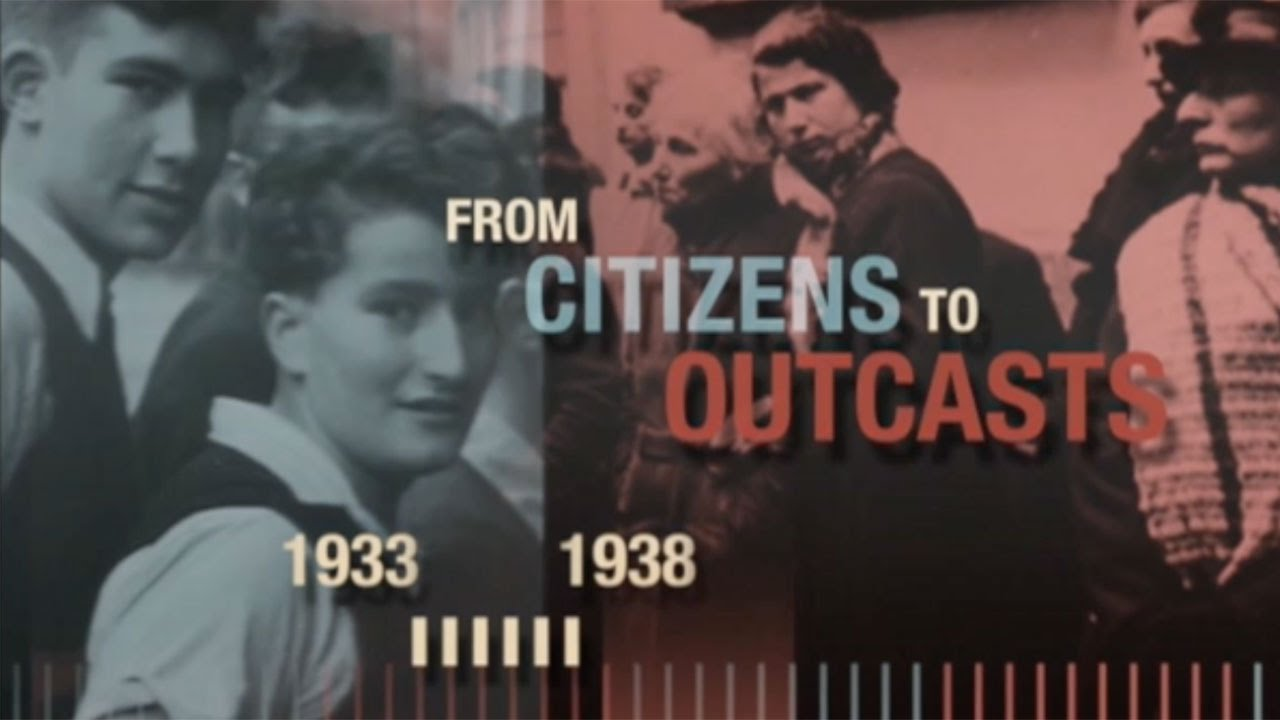 FROM
CITIZENS TO
OUTCASTS
1933 1938